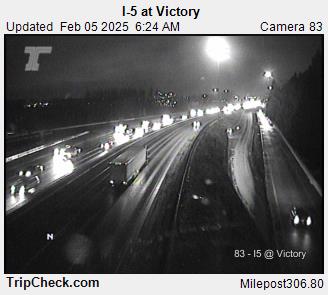 I-5 at Victory
Updated  Feb 05 2025  6:24 AM
Camera 83
T
N
83 - I5 @ Victory
TripCheck.com
Milepost306.80